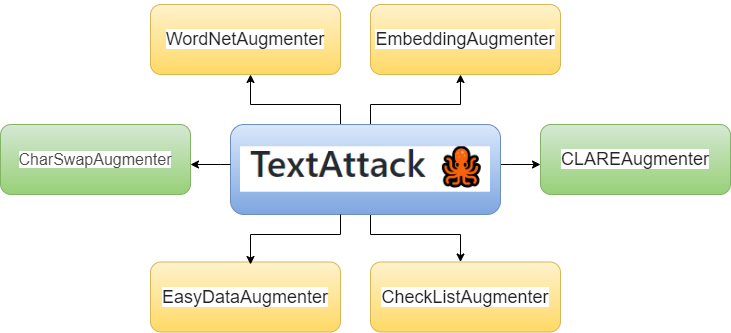 WordNetAugmenter
EmbeddingAugmenter
CharSwapAugmenter
TextAttack
CLAREAugmenter
EasyDataAugmenter
CheckListAugmenter